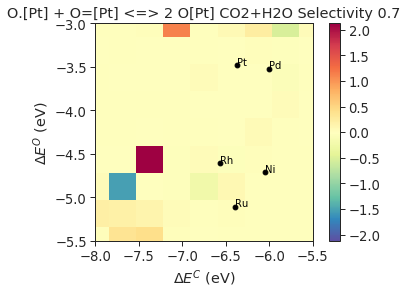 O.[Pt] + O=[Pt] <=> 2 O[Pt] CO2+H2O Selectivity 0.7
−3.0
−3.5
−4.0
−4.5
−5.0
−5.5
ΔE^O (eV)
Pt
Pd
Rh
Ni
Ru
−8.0 −7.5 −7.0 −6.5 −6.0 −5.5
ΔE^C (eV)
2.0
1.5
1.0
0.5
0.0
−0.5
−1.0
−1.5
−2.0